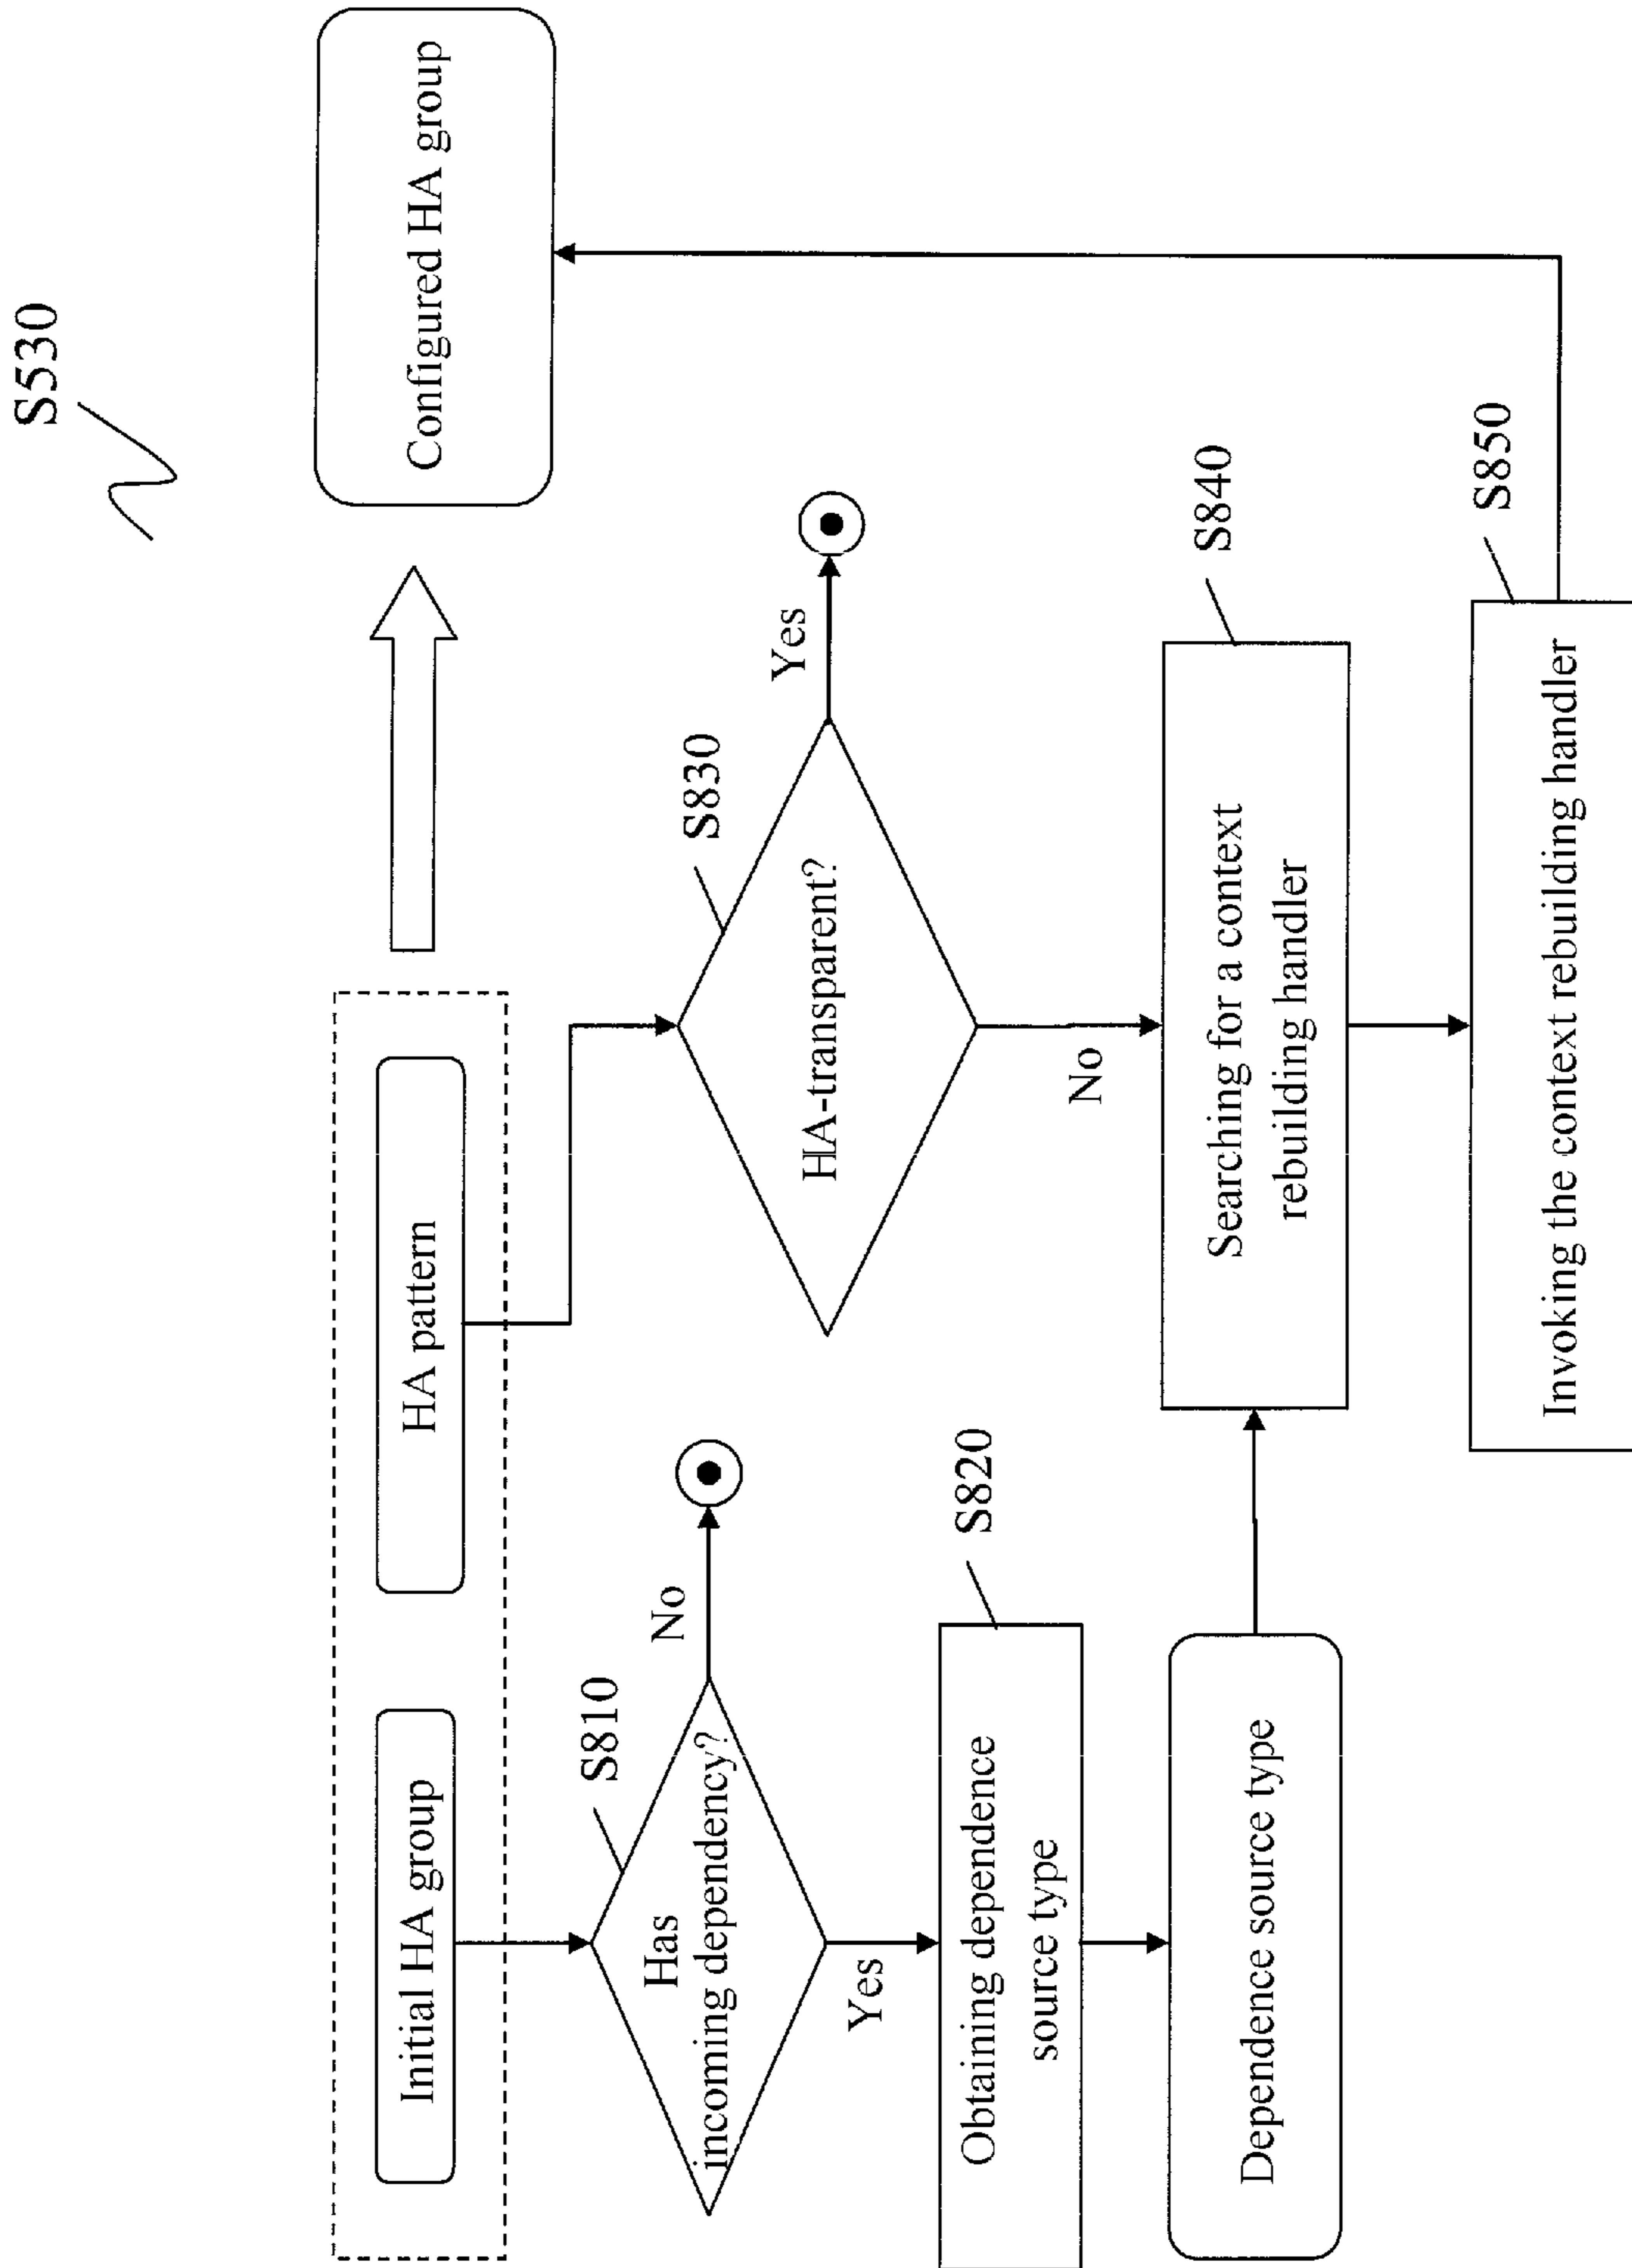 S530
Initial HA group
HA pattern
Configured HA group
S810
Has
incoming dependency?
No
Yes
S820
Obtaining dependence
source type
Dependence source type
S830
HA-transparent?
Yes
No
S840
Searching for a context
rebuilding handler
S850
Invoking the context rebuilding handler